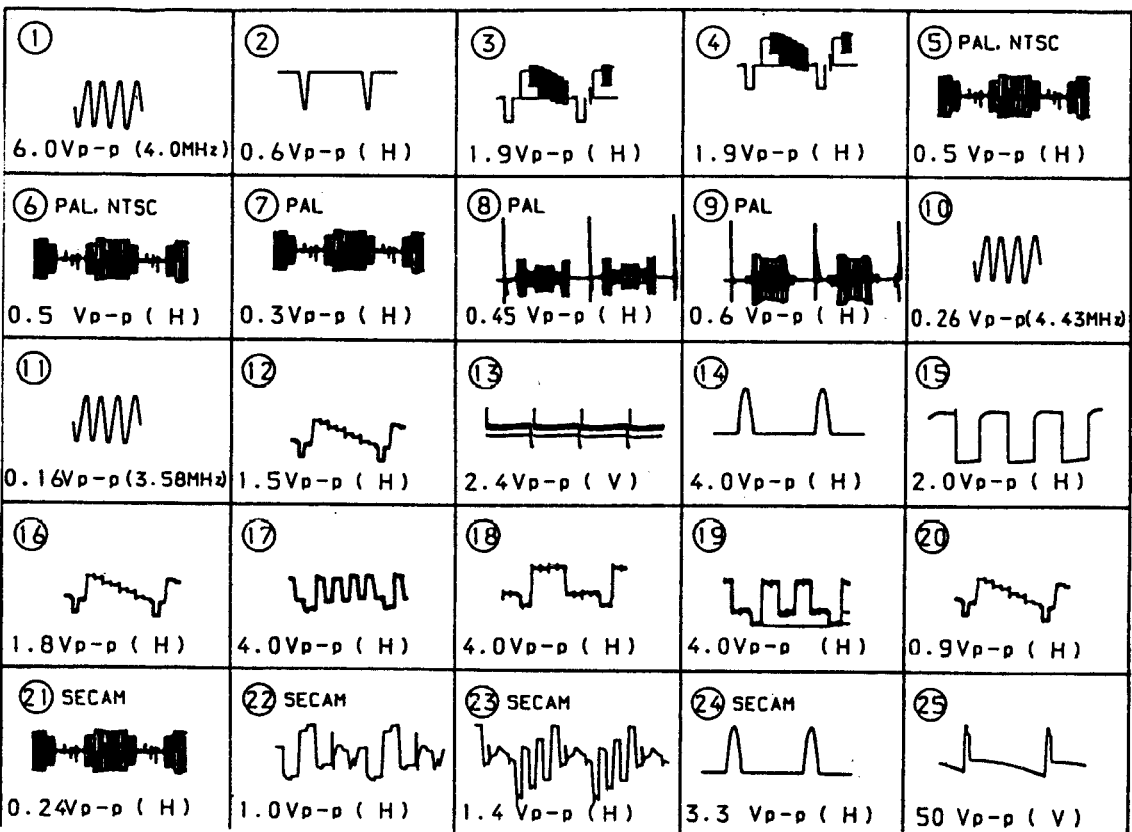 ① 
6.0Vp-p (4.0MHz)
②
0.6Vp-p ( H )
③
1.9Vp-p ( H )
④
1.9Vp-p ( H )
⑤ PAL. NTSC
0.5 Vp-p ( H )
⑥ PAL. NTSC
0.5 Vp-p ( H )
⑦ PAL
0.3Vp-p ( H )
⑧ PAL
0.45 Vp-p ( H )
⑨ PAL
0.6 Vp-p ( H )
⑩
0.26 Vp-p(4.43MHz)
⑪
0.16Vp-p(3.58MHz)
⑫
1.5Vp-p ( H )
⑬
2.4Vp-p ( V )
⑭
4.0Vp-p ( H )
⑮
2.0Vp-p ( H )
⑯
1.8Vp-p ( H )
⑰
4.0Vp-p ( H )
⑱
4.0Vp-p ( H )
⑲
4.0Vp-p ( H )
⑳
0.9Vp-p ( H )
㉑ SECAM
0.24Vp-p ( H )
㉒ SECAM
1.0Vp-p ( H )
㉓ SECAM
1.4 Vp-p ( H )
㉔ SECAM
3.3 Vp-p ( H )
㉕
50 Vp-p ( V )